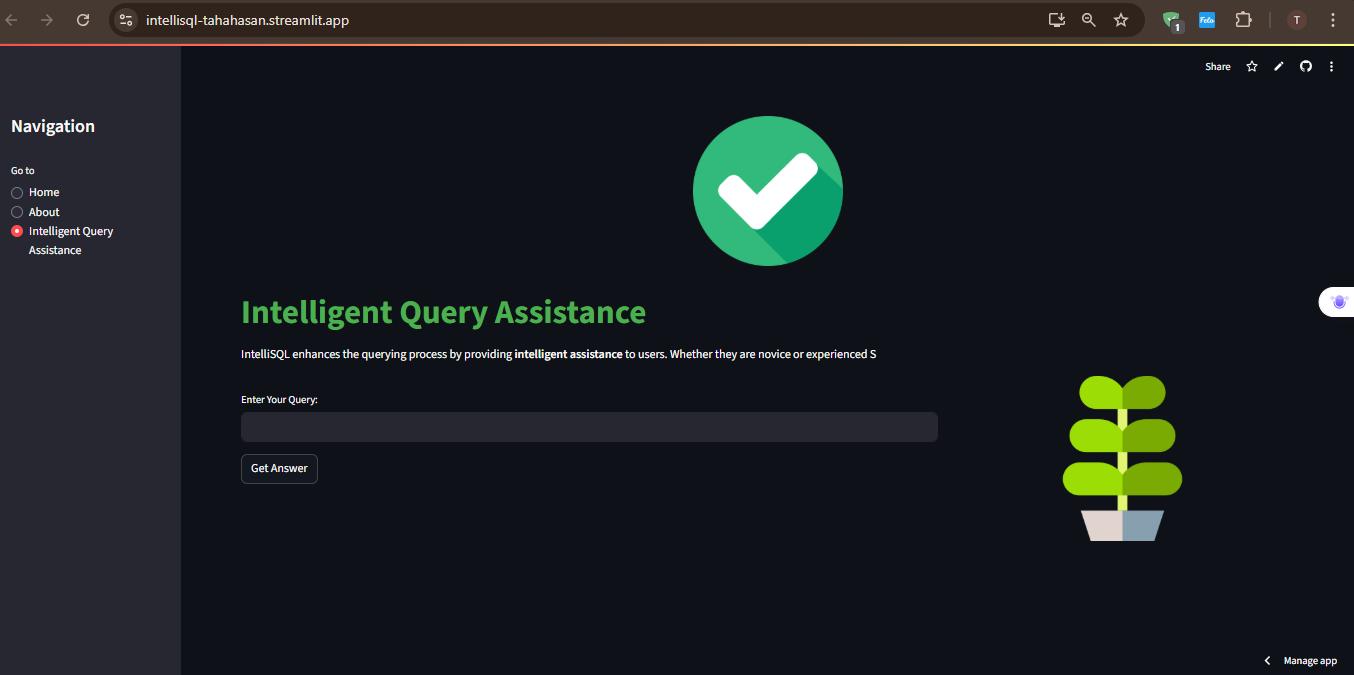 intellisql-tahahasan.streamlit.app
1
Felo
T
Share
Navigation
Go to
Home
About
Intelligent Query
Assistance
Intelligent Query Assistance
IntelliSQL enhances the querying process by providing intelligent assistance to users. Whether they are novice or experienced S
Enter Your Query:
Get Answer
Manage app